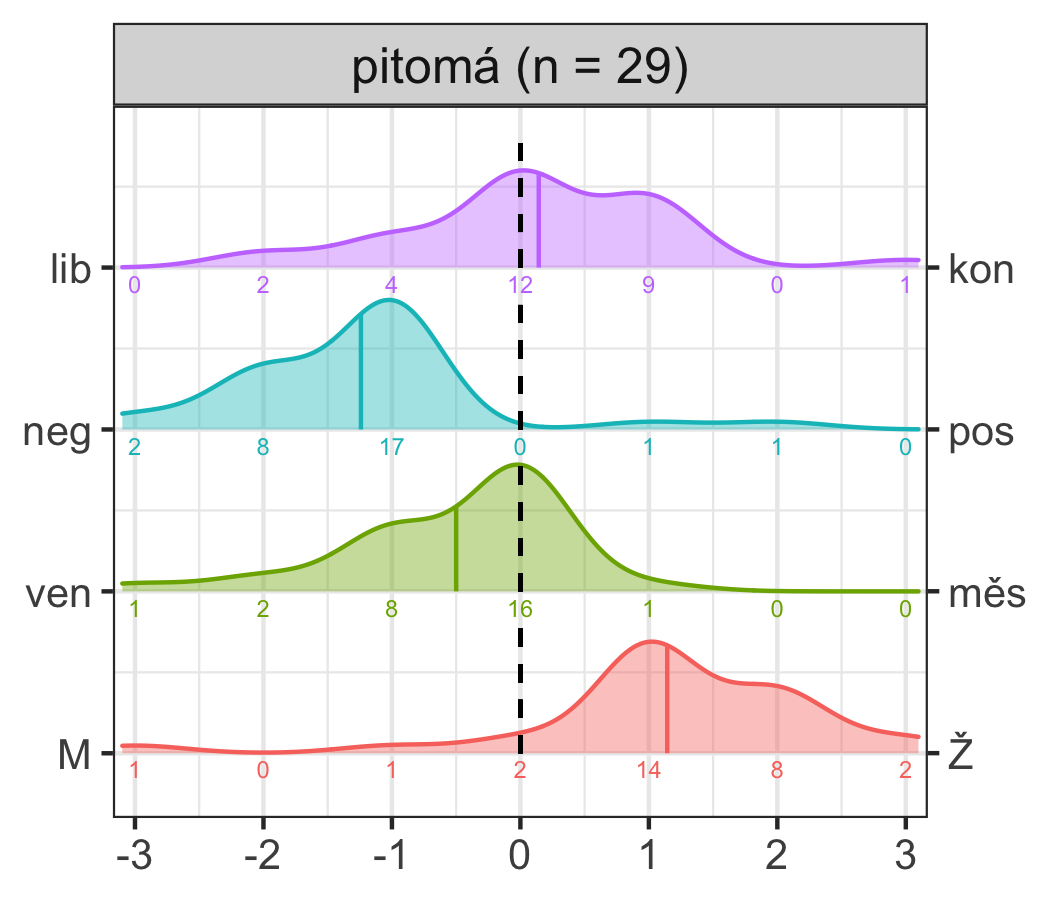 pitomá (n = 29)
lib kon
0 2 4 12 9 0 1
neg pos
2 8 17 0 1 1 0
ven měs
1 2 8 16 1 0 0
M Ž
1 0 1 2 14 8 2
-3 -2 -1 0 1 2 3